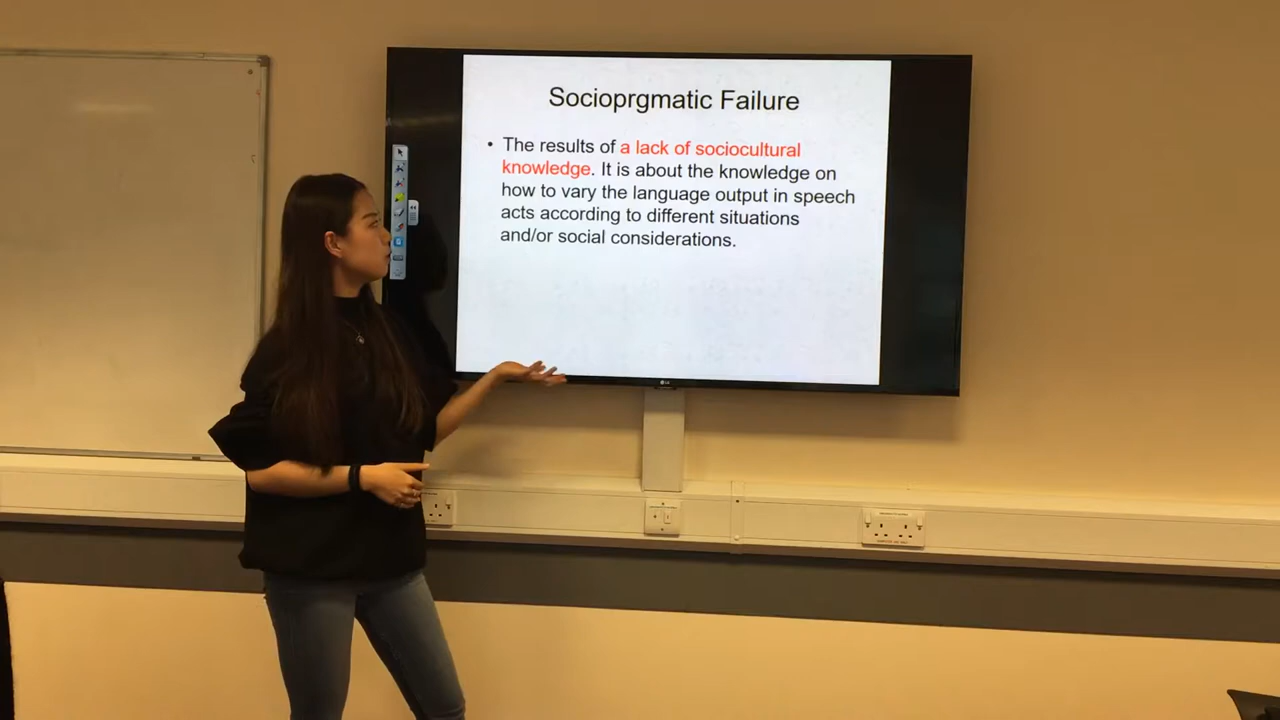 Socioprgmatic Failure
• The results of a lack of sociocultural
knowledge. It is about the knowledge on
how to vary the language output in speech
acts according to different situations
and/or social considerations.
LG